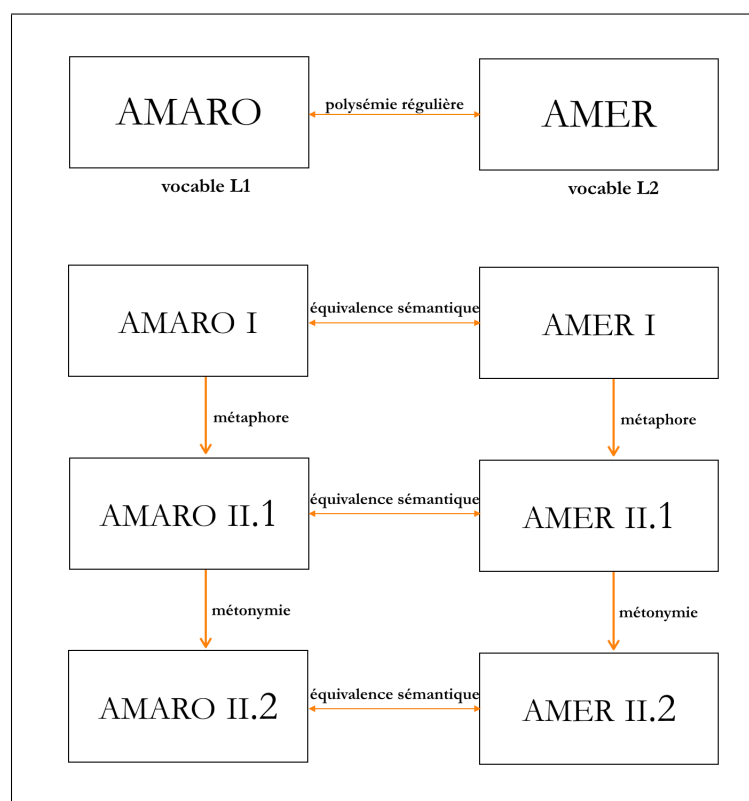 AMARO
polysémie régulière
AMER
vocable L1
vocable L2
AMARO I
équivalence sémantique
AMER I
métaphore
métaphore
AMARO II.1
équivalence sémantique
AMER II.1
métonymie
métonymie
AMARO II.2
équivalence sémantique
AMER II.2